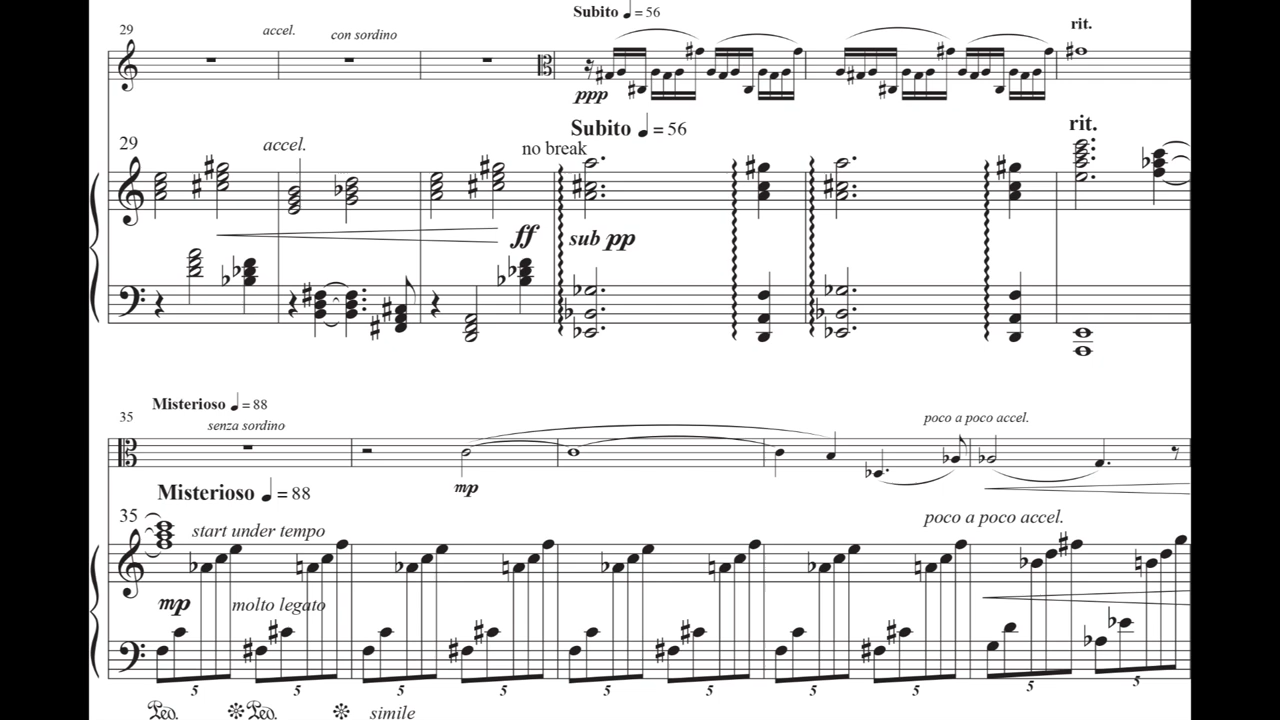 Subito ♩ = 56
29 accel. con sordino rit.
ppp
Subito ♩ = 56 rit.
29 accel. no break
ff sub pp
Misterioso ♩ = 88
35 senza sordino poco a poco accel.
mp
Misterioso ♩ = 88
35 start under tempo poco a poco accel.
mp molto legato
5 5 5 5 5 5 5 5 5 5
Ped. * Ped. * simile